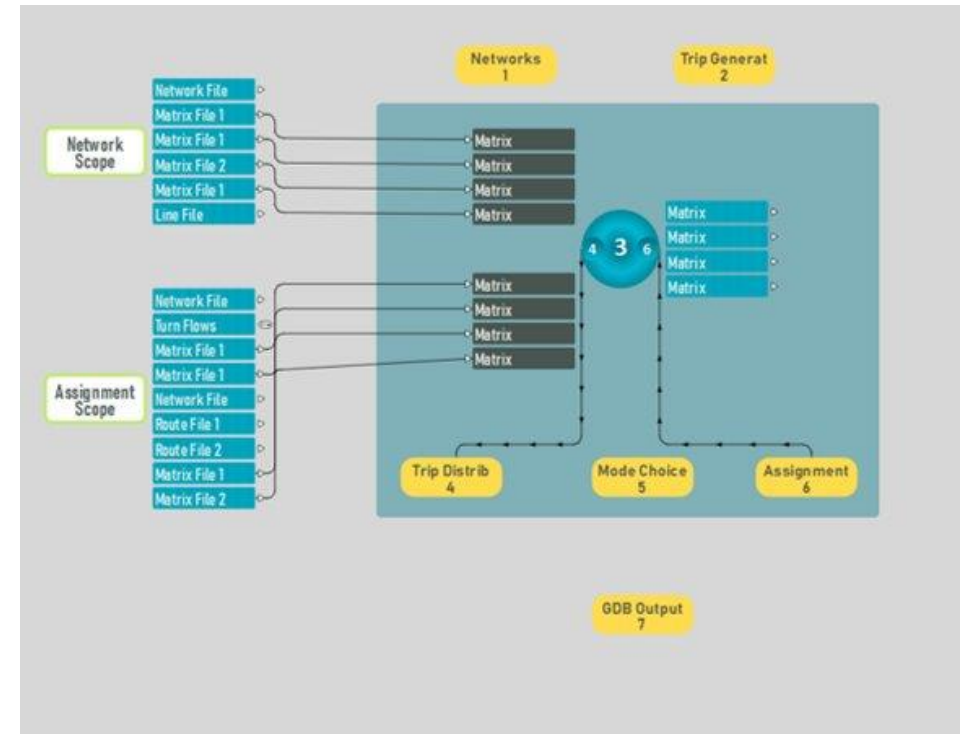 Networks
1
Trip Generat
2
Network
Scope
Network File
Matrix File 1
Matrix File 1
Matrix File 2
Matrix File 1
Line File
Matrix
Matrix
Matrix
Matrix
4 3 6
Matrix
Matrix
Matrix
Matrix
Assignment
Scope
Network File
Turn Flows
Matrix File 1
Matrix File 1
Network File
Route File 1
Route File 2
Matrix File 1
Matrix File 2
Matrix
Matrix
Matrix
Matrix
Trip Distrib
4
Mode Choice
5
Assignment
6
GDB Output
7